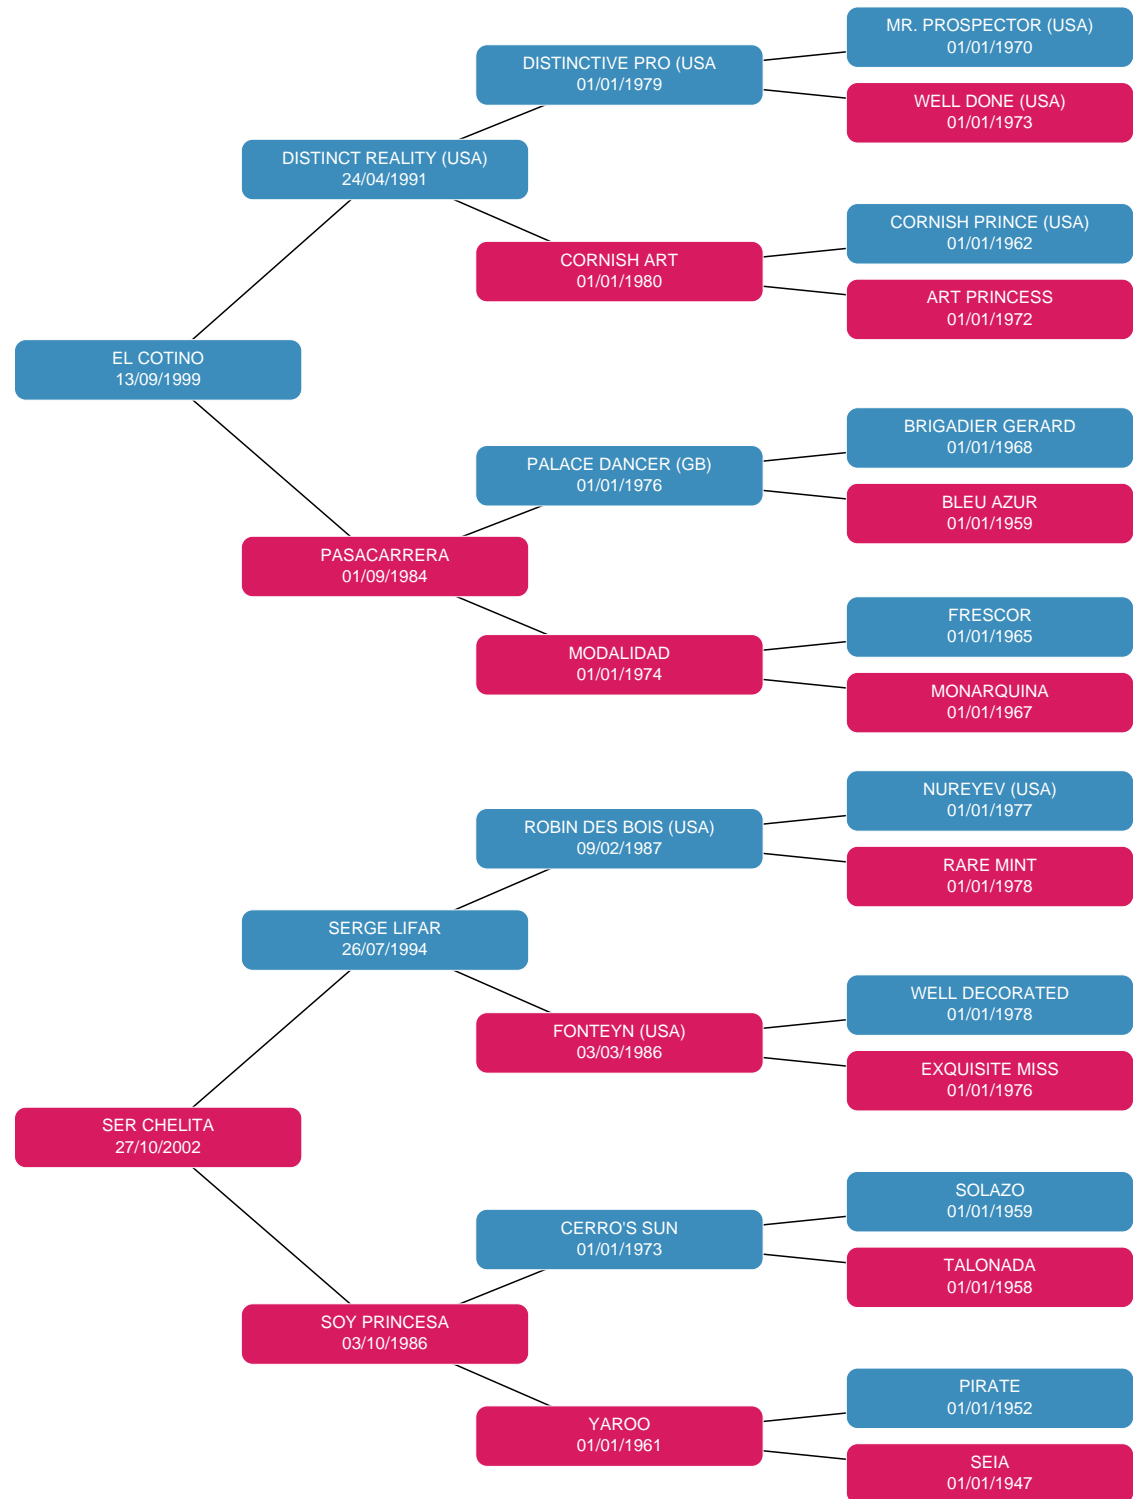 MR. PROSPECTOR (USA)
01/01/1970
DISTINCTIVE PRO (USA
01/01/1979
WELL DONE (USA)
01/01/1973
DISTINCT REALITY (USA)
24/04/1991
CORNISH PRINCE (USA)
01/01/1962
CORNISH ART
01/01/1980
ART PRINCESS
01/01/1972
EL COTINO
13/09/1999
BRIGADIER GERARD
01/01/1968
PALACE DANCER (GB)
01/01/1976
BLEU AZUR
01/01/1959
PASACARRERA
01/09/1984
FRESCOR
01/01/1965
MODALIDAD
01/01/1974
MONARQUINA
01/01/1967
NUREYEV (USA)
01/01/1977
ROBIN DES BOIS (USA)
09/02/1987
RARE MINT
01/01/1978
SERGE LIFAR
26/07/1994
WELL DECORATED
01/01/1978
FONTEYN (USA)
03/03/1986
EXQUISITE MISS
01/01/1976
SER CHELITA
27/10/2002
SOLAZO
01/01/1959
CERRO'S SUN
01/01/1973
TALONADA
01/01/1958
SOY PRINCESA
03/10/1986
PIRATE
01/01/1952
YAROO
01/01/1961
SEIA
01/01/1947